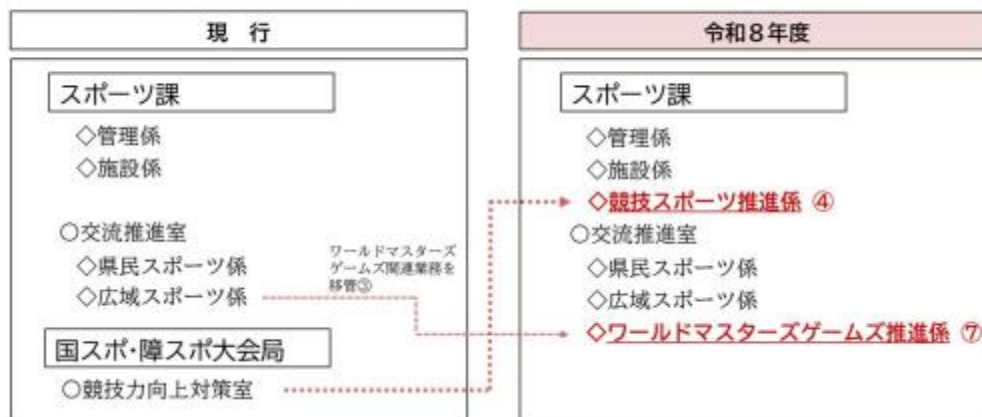 現 行
スポーツ課
◇管理係
◇施設係
○交流推進室
◇県民スポーツ係
◇広域スポーツ係
ワールドマスターズ
ゲームズ関連業務を
移管③
国スポ・障スポ大会局
○競技力向上対策室
令和８年度
スポーツ課
◇管理係
◇施設係
◇競技スポーツ推進係 ④
○交流推進室
◇県民スポーツ係
◇広域スポーツ係
◇ワールドマスターズゲームズ推進係 ⑦